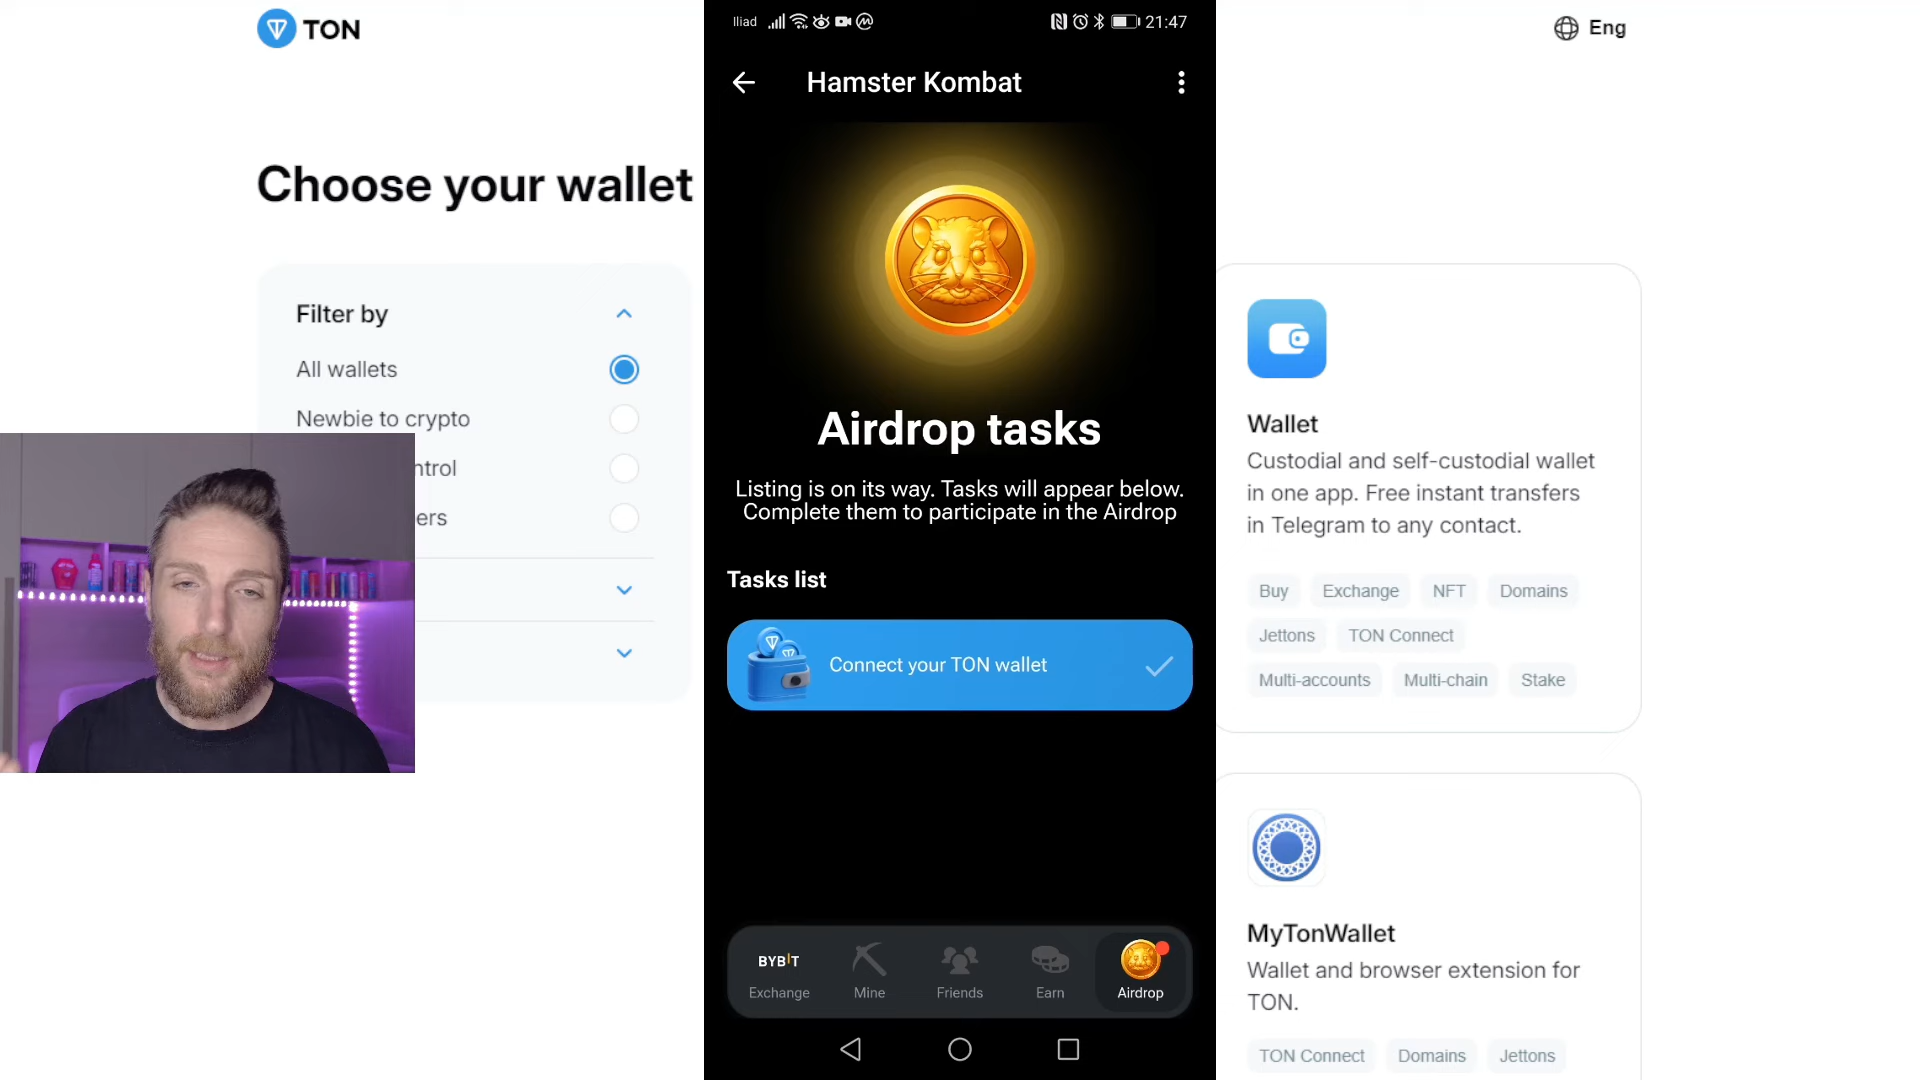 TON
Eng
Choose your wallet
Filter by
All wallets
Newbie to crypto
ntrol
ers
Iliad
21:47
Hamster Kombat
Airdrop tasks
Listing is on its way. Tasks will appear below.
Complete them to participate in the Airdrop
Tasks list
Connect your TON wallet
BYBIT
Exchange
Mine
Friends
Earn
Airdrop
Wallet
Custodial and self-custodial wallet
in one app. Free instant transfers
in Telegram to any contact.
Buy Exchange NFT Domains
Jettons TON Connect
Multi-accounts Multi-chain Stake
MyTonWallet
Wallet and browser extension for
TON.
TON Connect Domains Jettons